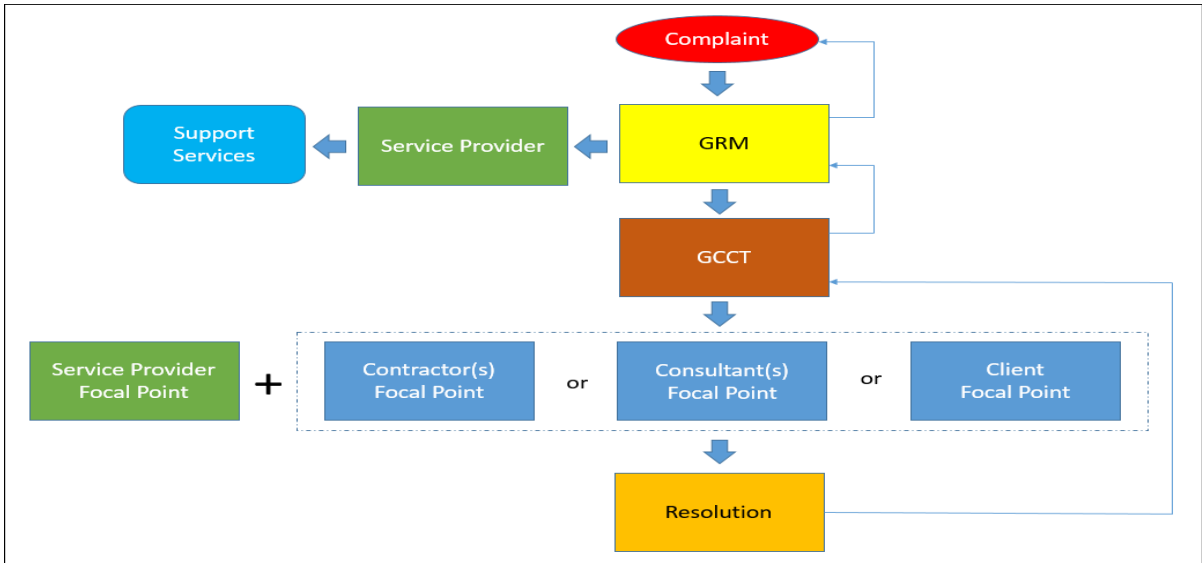 Complaint
Support
Services
Service Provider
GRM
GCCT
Service Provider
Focal Point
+
Contractor(s)
Focal Point
or
Consultant(s)
Focal Point
or
Client
Focal Point
Resolution